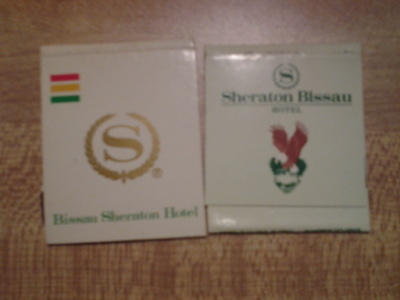 S
®
Bissau Sheraton Hotel
S
Sheraton Bissau
HOTEL